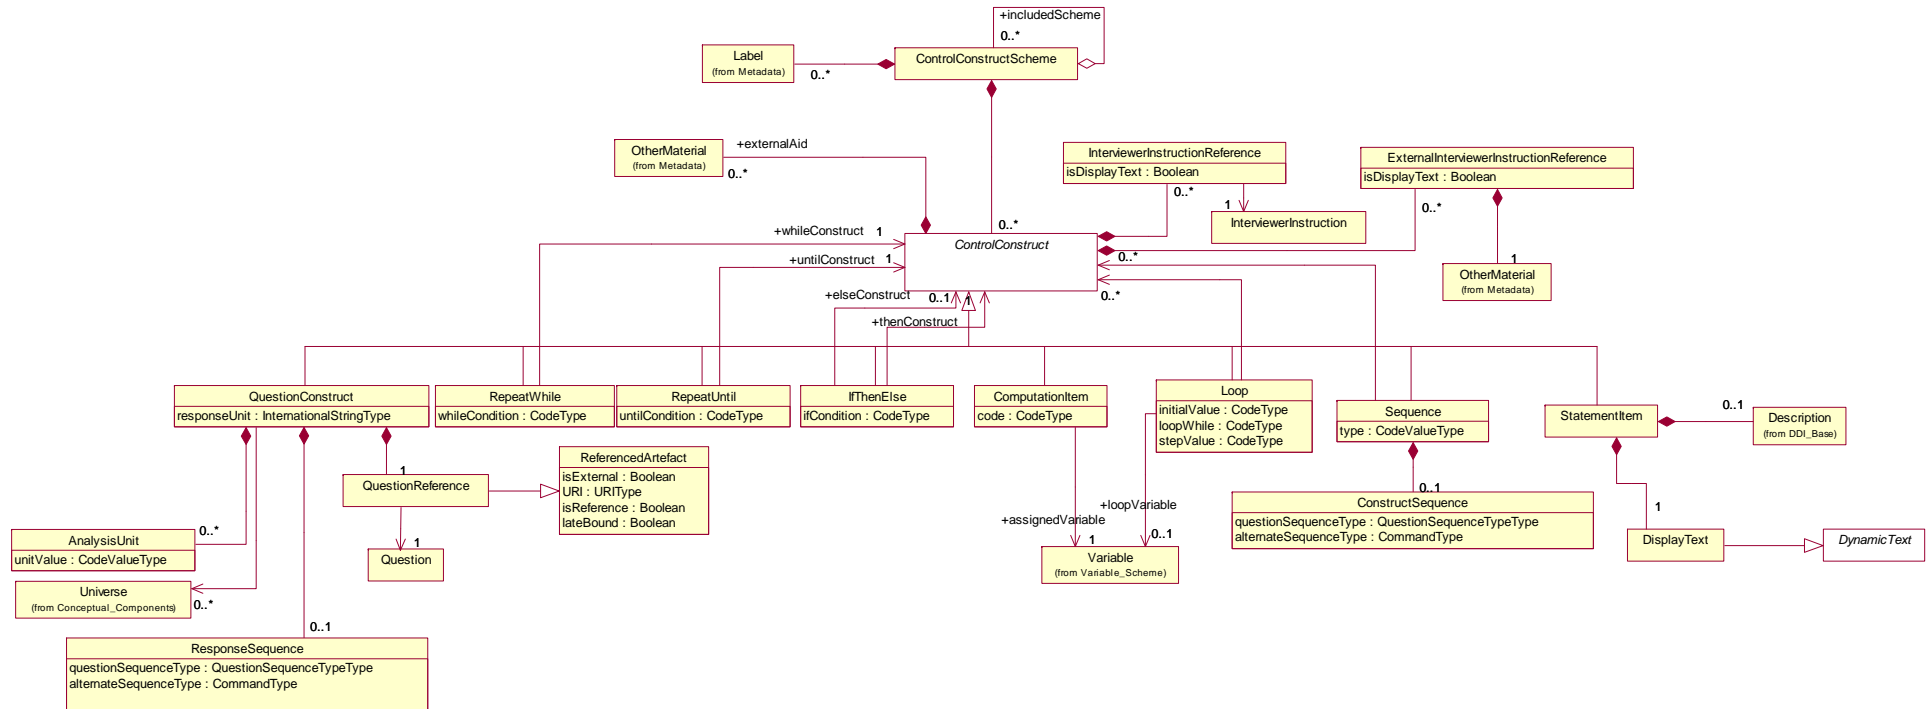 +includedScheme
0..*
Label
(from Metadata)
0..*
ControlConstructScheme
OtherMaterial
(from Metadata)
+externalAid
0..*
InterviewerInstructionReference
isDisplayText : Boolean
0..*
1
InterviewerInstruction
ExternalInterviewerInstructionReference
isDisplayText : Boolean
0..*
1
OtherMaterial
(from Metadata)
0..*
ControlConstruct
+whileConstruct
1
+untilConstruct
1
0..*
0..*
+elseConstruct
0..1
1
+thenConstruct
QuestionConstruct
responseUnit : InternationalStringType
RepeatWhile
whileCondition : CodeType
RepeatUntil
untilCondition : CodeType
IfThenElse
ifCondition : CodeType
ComputationItem
code : CodeType
Loop
initialValue : CodeType
loopWhile : CodeType
stepValue : CodeType
Sequence
type : CodeValueType
StatementItem
0..1
Description
(from DDI_Base)
1
QuestionReference
ReferencedArtefact
isExternal : Boolean
URI : URIType
isReference : Boolean
lateBound : Boolean
0..1
ConstructSequence
questionSequenceType : QuestionSequenceTypeType
alternateSequenceType : CommandType
1
DisplayText
DynamicText
+loopVariable
+assignedVariable
1
0..1
Variable
(from Variable_Scheme)
0..*
AnalysisUnit
unitValue : CodeValueType
1
Question
Universe
(from Conceptual_Components)
0..*
0..1
ResponseSequence
questionSequenceType : QuestionSequenceTypeType
alternateSequenceType : CommandType